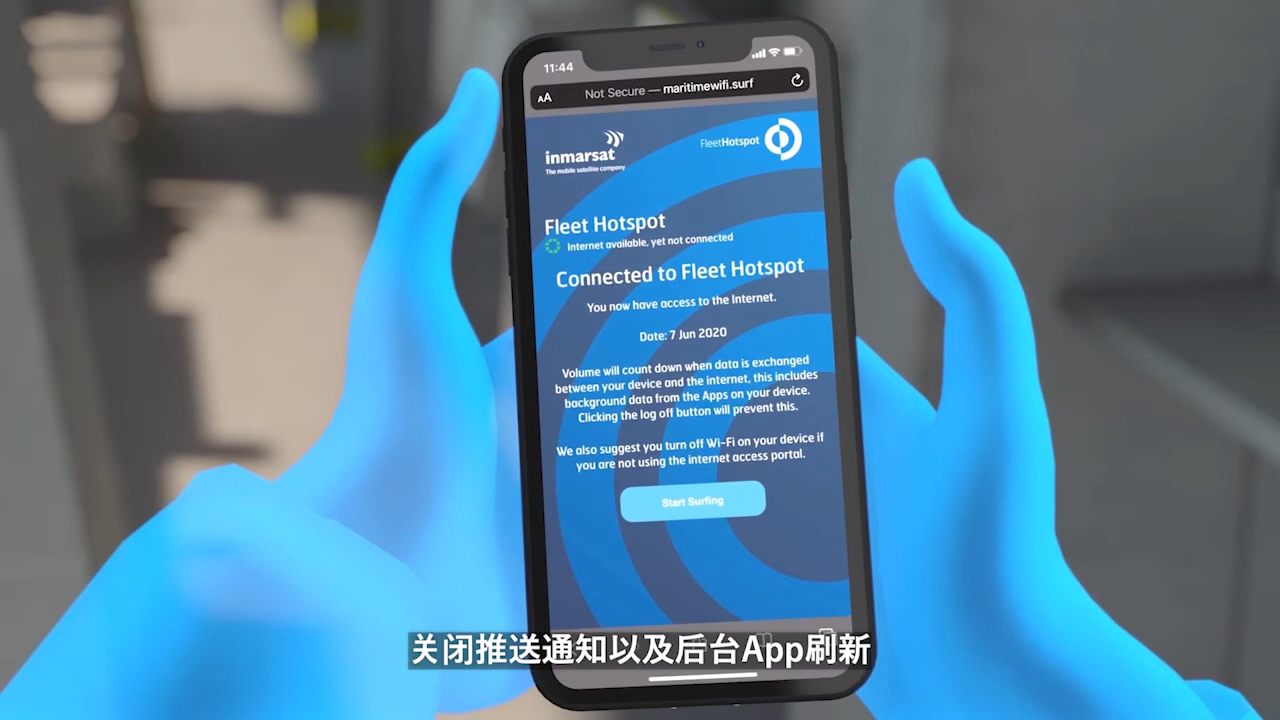 11:44
AA
Not Secure — maritimewifi.surf
inmarsat
The mobile satellite company
FleetHotspot
Fleet Hotspot
Internet available, yet not connected
Connected to Fleet Hotspot
You now have access to the Internet.
Date: 7 Jun 2020
Volume will count down when data is exchanged
between your device and the internet, this includes
background data from the Apps on your device.
Clicking the log off button will prevent this.
We also suggest you turn off Wi-Fi on your device if
you are not using the internet access portal.
Start Surfing
关闭推送通知以及后台App刷新